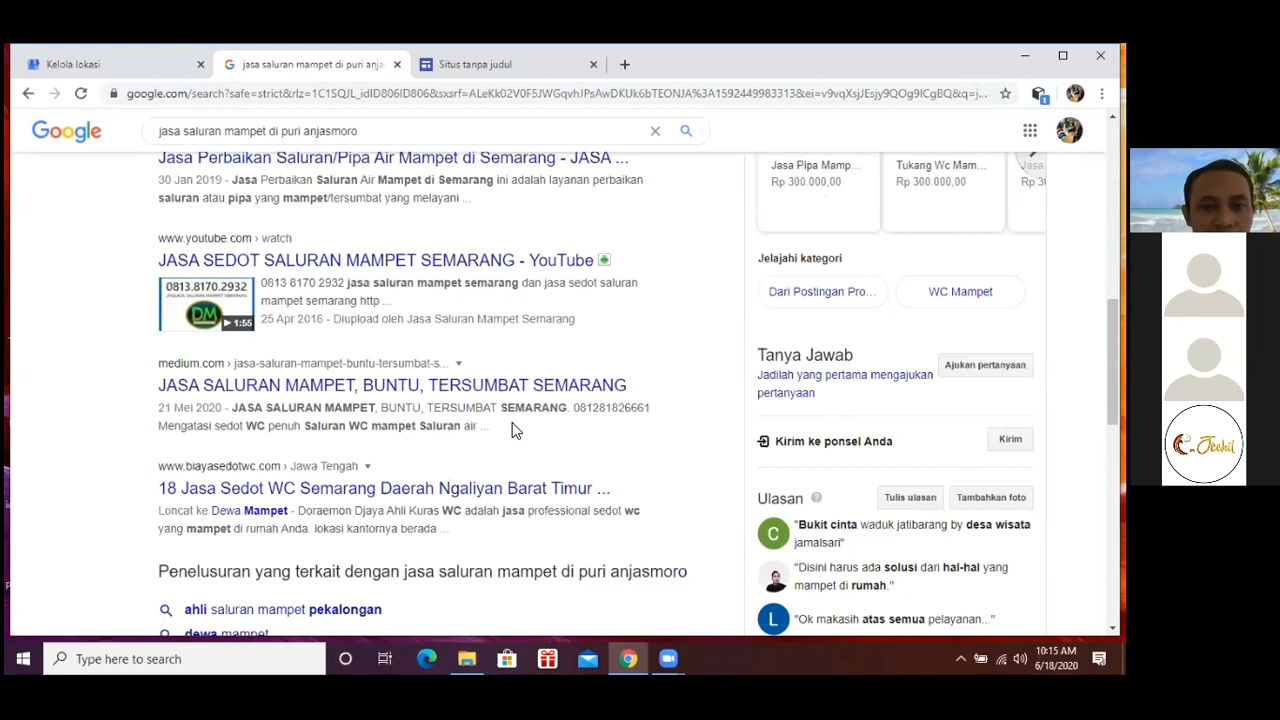 Kelola lokasi
jasa saluran mampet di puri anja
Situs tanpa judul
google.com/search?safe=strict&rlz=1C1SQJL_idID806ID806&sxsrf=ALeKk02V0F5JWGqvhJPsAwDKUk6bTEONJA%3A1592449983313&ei=v9vqXsjJEsjy9QOg9ICgBQ&q=j...
Google
jasa saluran mampet di puri anjasmoro
Jasa Perbaikan Saluran/Pipa Air Mampet di Semarang - JASA ...
30 Jan 2019 - Jasa Perbaikan Saluran Air Mampet di Semarang ini adalah layanan perbaikan
saluran atau pipa yang mampet/tersumbat yang melayani ...
www.youtube.com › watch
JASA SEDOT SALURAN MAMPET SEMARANG - YouTube
0813.8170.2932
DM
1:55
0813 8170 2932 jasa saluran mampet semarang dan jasa sedot saluran
mampet semarang http ...
25 Apr 2016 - Diupload oleh Jasa Saluran Mampet Semarang
medium.com › jasa-saluran-mampet-buntu-tersumbat-s...
JASA SALURAN MAMPET, BUNTU, TERSUMBAT SEMARANG
21 Mei 2020 - JASA SALURAN MAMPET, BUNTU, TERSUMBAT SEMARANG. 081281826661
Mengatasi sedot WC penuh Saluran WC mampet Saluran air ...
www.biayasedotwc.com › Jawa Tengah
18 Jasa Sedot WC Semarang Daerah Ngaliyan Barat Timur ...
Loncat ke Dewa Mampet - Doraemon Djaya Ahli Kuras WC adalah jasa professional sedot wc
yang mampet di rumah Anda. lokasi kantornya berada ...
Penelusuran yang terkait dengan jasa saluran mampet di puri anjasmoro
ahli saluran mampet pekalongan
dewa mampet
Jasa Pipa Mamp...
Rp 300.000,00
Tukang Wc Mam...
Rp 300.000,00
Jase
Rp 30
Jelajahi kategori
Dari Postingan Pro...
WC Mampet
Tanya Jawab
Jadilah yang pertama mengajukan
pertanyaan
Ajukan pertanyaan
Kirim ke ponsel Anda
Kirim
Ulasan
Tulis ulasan
Tambahkan foto
C
"Bukit cinta waduk jatibarang by desa wisata
jamalsari"
"Disini harus ada solusi dari hal-hal yang
mampet di rumah."
L
"Ok makasih atas semua pelayanan..."
Type here to search
10:15 AM
6/18/2020
Jechil